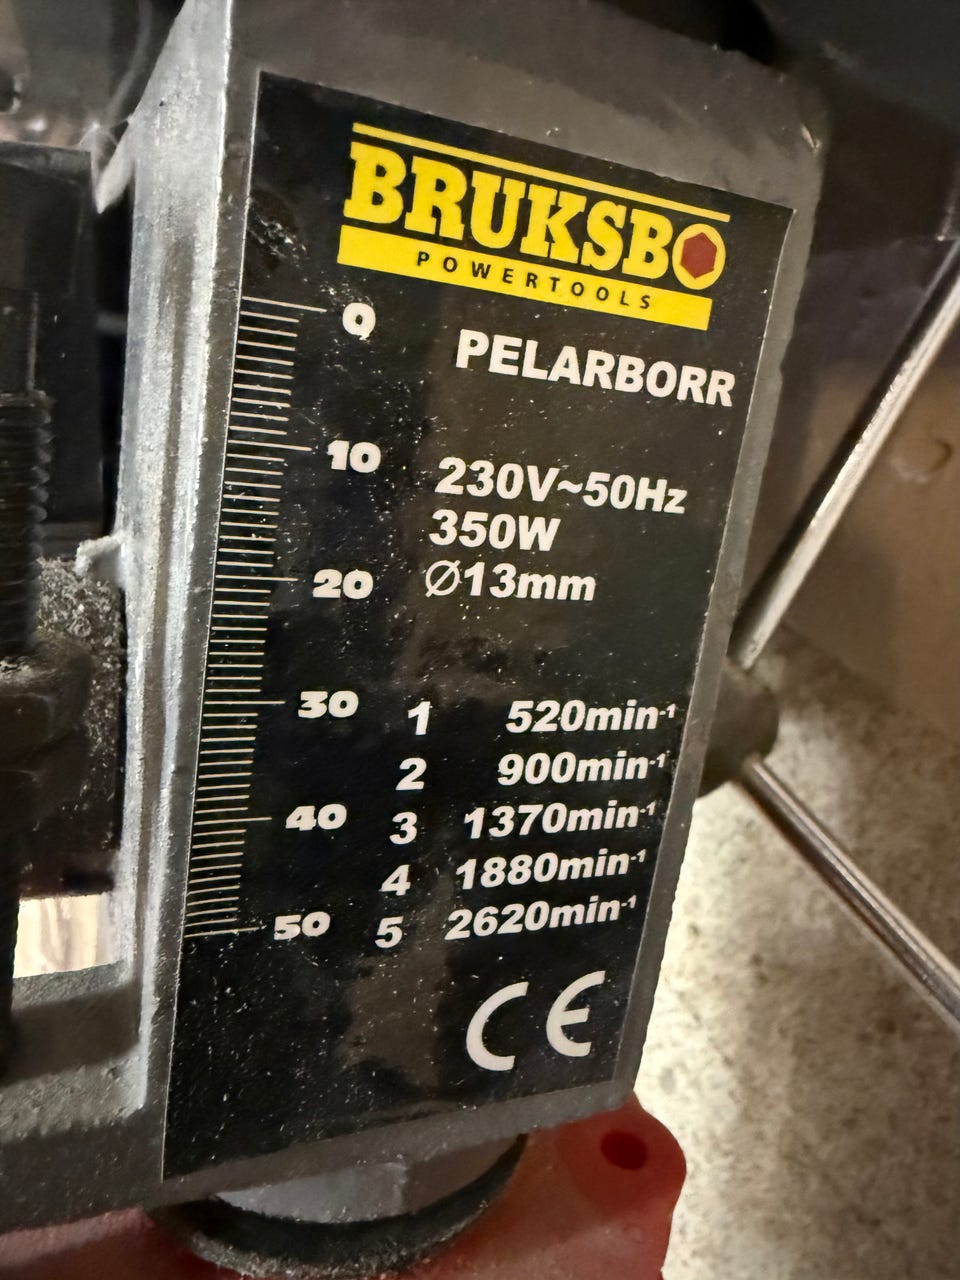 BRUKSBO
POWERTOOLS
PELARBORR
230V~50Hz
350W
Ø13mm
0
10
20
30
40
50
1 520min-1
2 900min-1
3 1370min-1
4 1880min-1
5 2620min-1
CE